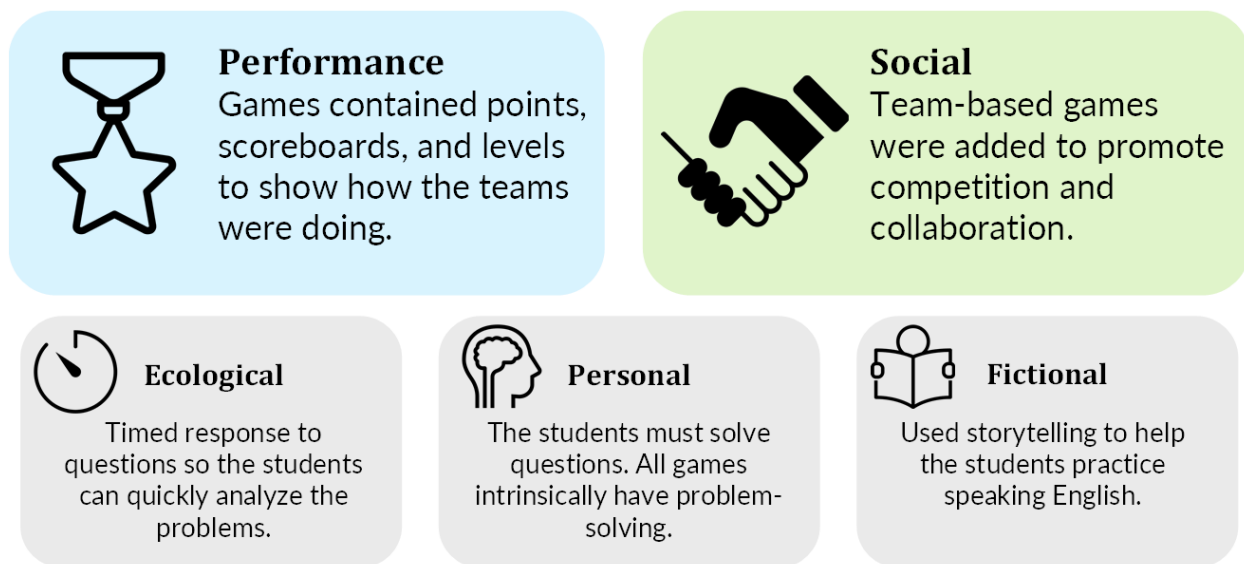 Performance
Games contained points,
scoreboards, and levels
to show how the teams
were doing.
Social
Team-based games
were added to promote
competition and
collaboration.
Ecological
Timed response to
questions so the students
can quickly analyze the
problems.
Personal
The students must solve
questions. All games
intrinsically have problem-
solving.
Fictional
Used storytelling to help
the students practice
speaking English.